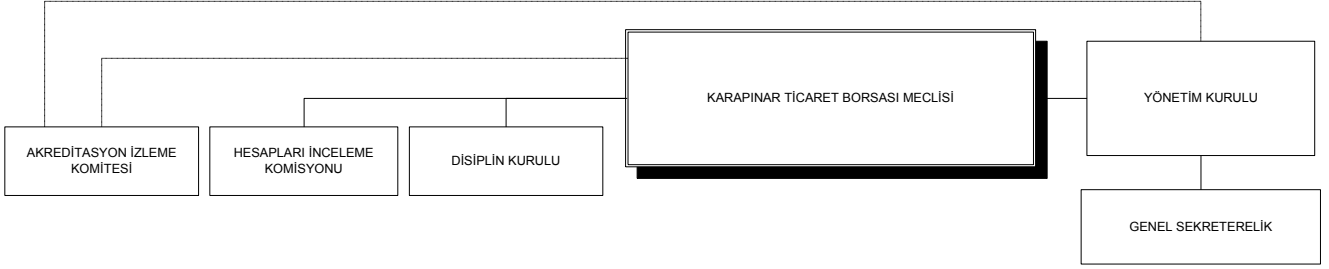 KARAPINAR TİCARET BORSASI MECLİSİ
YÖNETİM KURULU
AKREDİTASYON İZLEME
KOMİTESİ
HESAPLARI İNCELEME
KOMİSYONU
DİSİPLİN KURULU
GENEL SEKRETERELİK